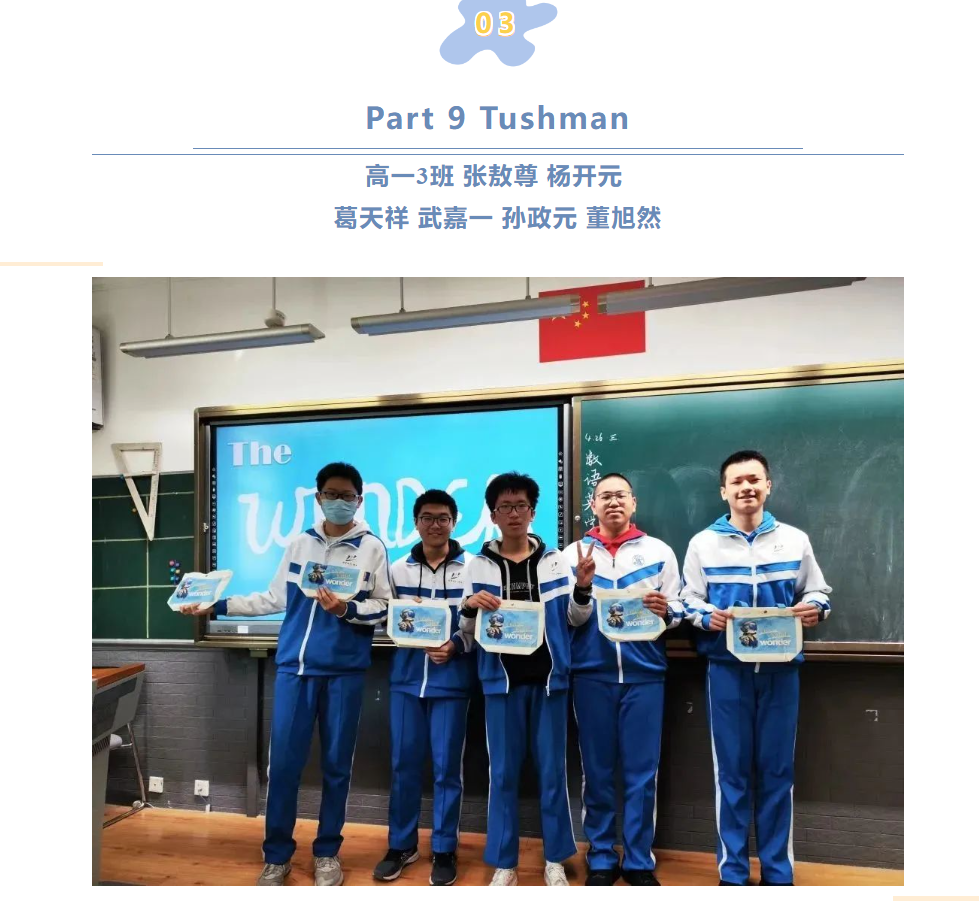 03
Part 9 Tushman
高一3班 张敖尊 杨开元
葛天祥 武嘉一 孙政元 董旭然
The
wonder
4.26 三
数
语
英
wonder
wonder
wonder
wonder
wonder